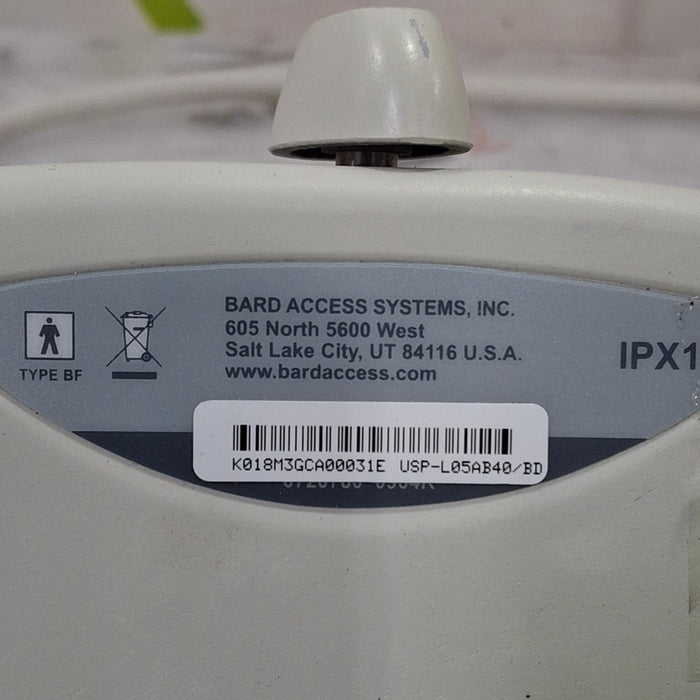 TYPE BF
BARD ACCESS SYSTEMS, INC.
605 North 5600 West
Salt Lake City, UT 84116 U.S.A.
www.bardaccess.com
IPX1
K018M3GCA00031E USP-L05AB40/BD